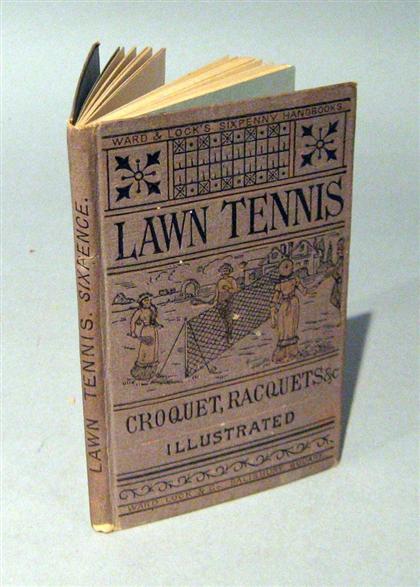 WARD & LOCK'S SIXPENNY HANDBOOKS
LAWN TENNIS
CROQUET, RACQUETS &c
ILLUSTRATED
WARD LOCK & Co. SALISBURY SQUARE
LAWN TENNIS. SIXPENCE.